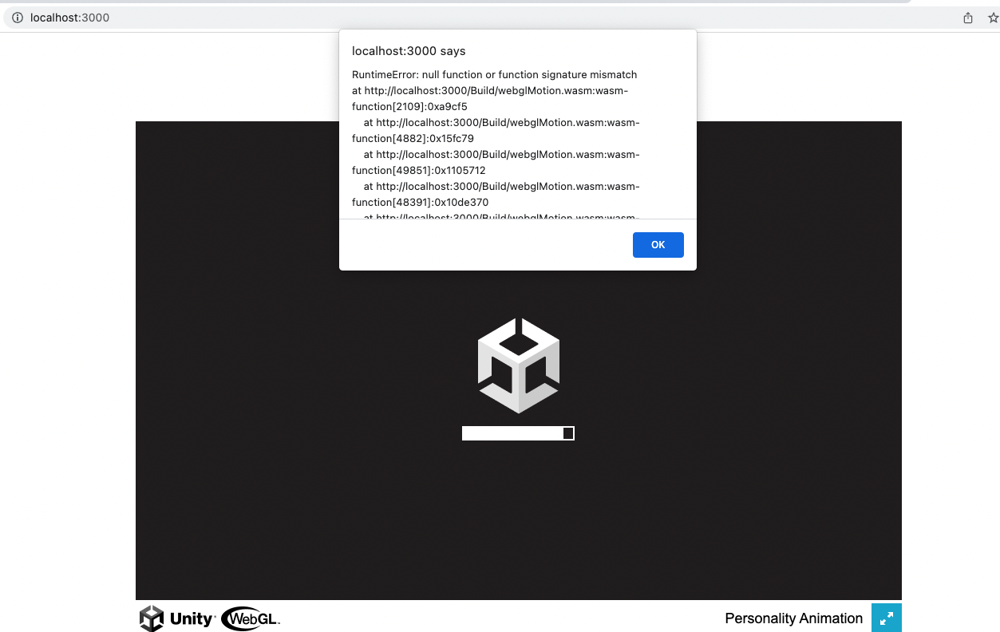 localhost:3000
localhost:3000 says
RuntimeError: null function or function signature mismatch
at http://localhost:3000/Build/webglMotion.wasm:wasm-
function[2109]:0xa9cf5
at http://localhost:3000/Build/webglMotion.wasm:wasm-
function[4882]:0x15fc79
at http://localhost:3000/Build/webglMotion.wasm:wasm-
function[49851]:0x1105712
at http://localhost:3000/Build/webglMotion.wasm:wasm-
function[48391]:0x10de370
at http://localhost:3000/Build/webglMotion.wasm:wasm-
OK
Unity WebGL
Personality Animation